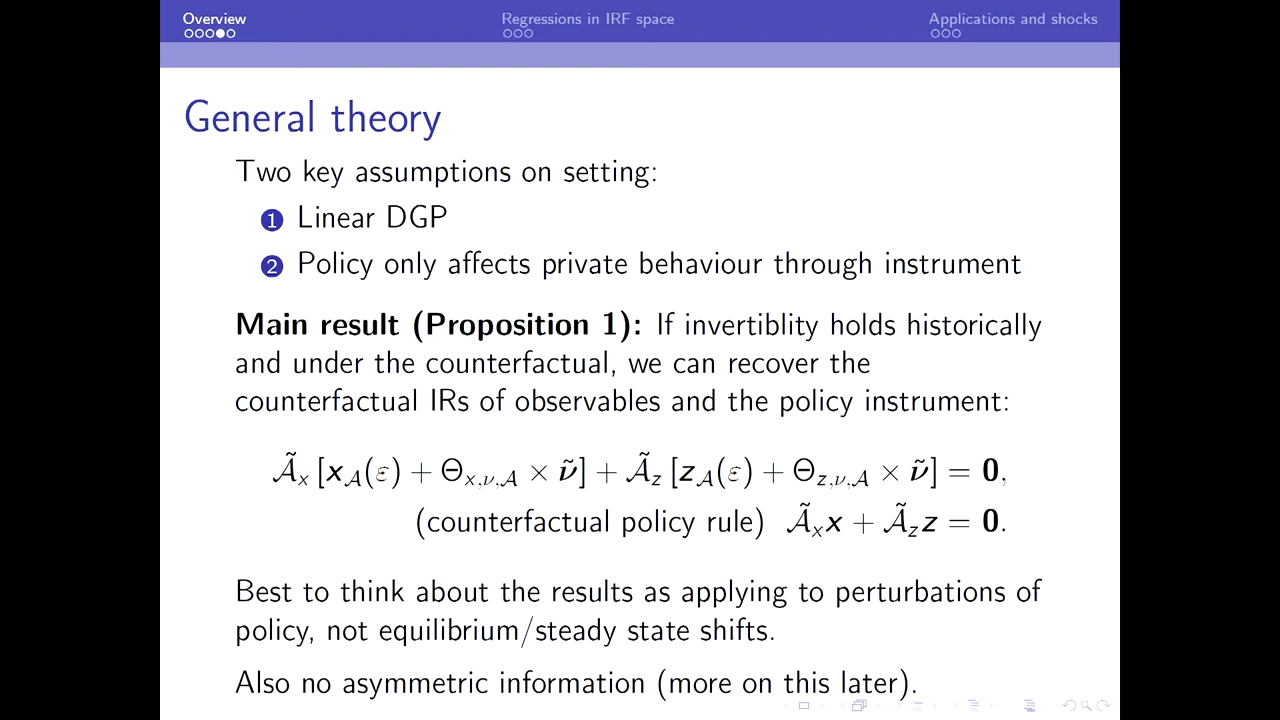 Overview Regressions in IRF space Applications and shocks
General theory
Two key assumptions on setting:
1 Linear DGP
2 Policy only affects private behaviour through instrument
Main result (Proposition 1): If invertiblity holds historically
and under the counterfactual, we can recover the
counterfactual IRs of observables and the policy instrument:
𝒜̃ₓ [x_𝒜(ε) + Θ_{x,ν,𝒜} × ν̃] + 𝒜̃_z [z_𝒜(ε) + Θ_{z,ν,𝒜} × ν̃] = 0,
(counterfactual policy rule) 𝒜̃ₓx + 𝒜̃_z z = 0.
Best to think about the results as applying to perturbations of
policy, not equilibrium/steady state shifts.
Also no asymmetric information (more on this later).